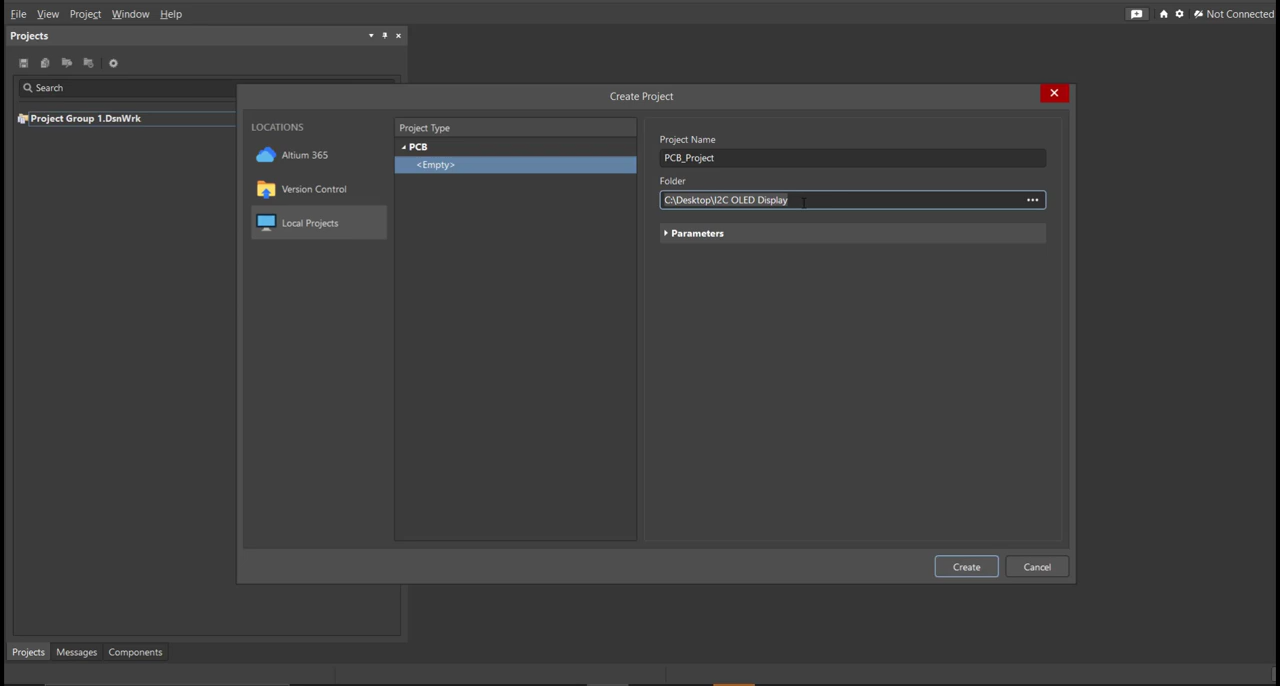 File View Project Window Help
Not Connected
Projects
Search
Project Group 1.DsnWrk
Create Project
LOCATIONS
Altium 365
Version Control
Local Projects
Project Type
PCB
<Empty>
Project Name
PCB_Project
Folder
C:\Desktop\I2C OLED Display
...
Parameters
Create Cancel
Projects Messages Components